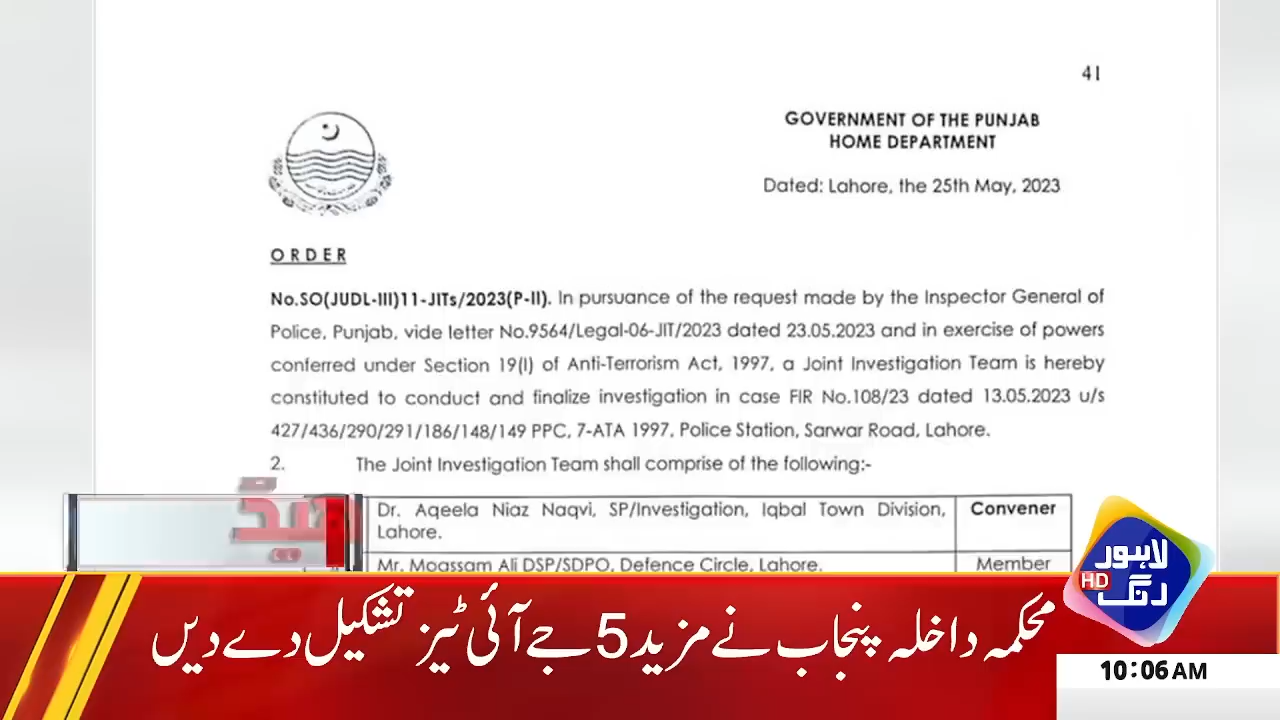 41
GOVERNMENT OF THE PUNJAB
HOME DEPARTMENT
Dated: Lahore, the 25th May, 2023
ORDER
No.SO(JUDL-III)11-JITs/2023(P-II). In pursuance of the request made by the Inspector General of
Police, Punjab, vide letter No.9564/Legal-06-JIT/2023 dated 23.05.2023 and in exercise of powers
conferred under Section 19(I) of Anti-Terrorism Act, 1997, a Joint Investigation Team is hereby
constituted to conduct and finalize investigation in case FIR No.108/23 dated 13.05.2023 u/s
427/436/290/291/186/148/149 PPC, 7-ATA 1997, Police Station, Sarwar Road, Lahore.
2. The Joint Investigation Team shall comprise of the following:-
Dr. Aqeela Niaz Naqvi, SP/Investigation, Iqbal Town Division, Convener
Lahore.
Mr. Moassam Ali DSP/SDPO, Defence Circle, Lahore. Member
ہیڈ
لاہور
رنگ HD
محکمہ داخلہ پنجاب نے مزید 5 جے آئی ٹیز تشکیل دے دیں
10:06 AM